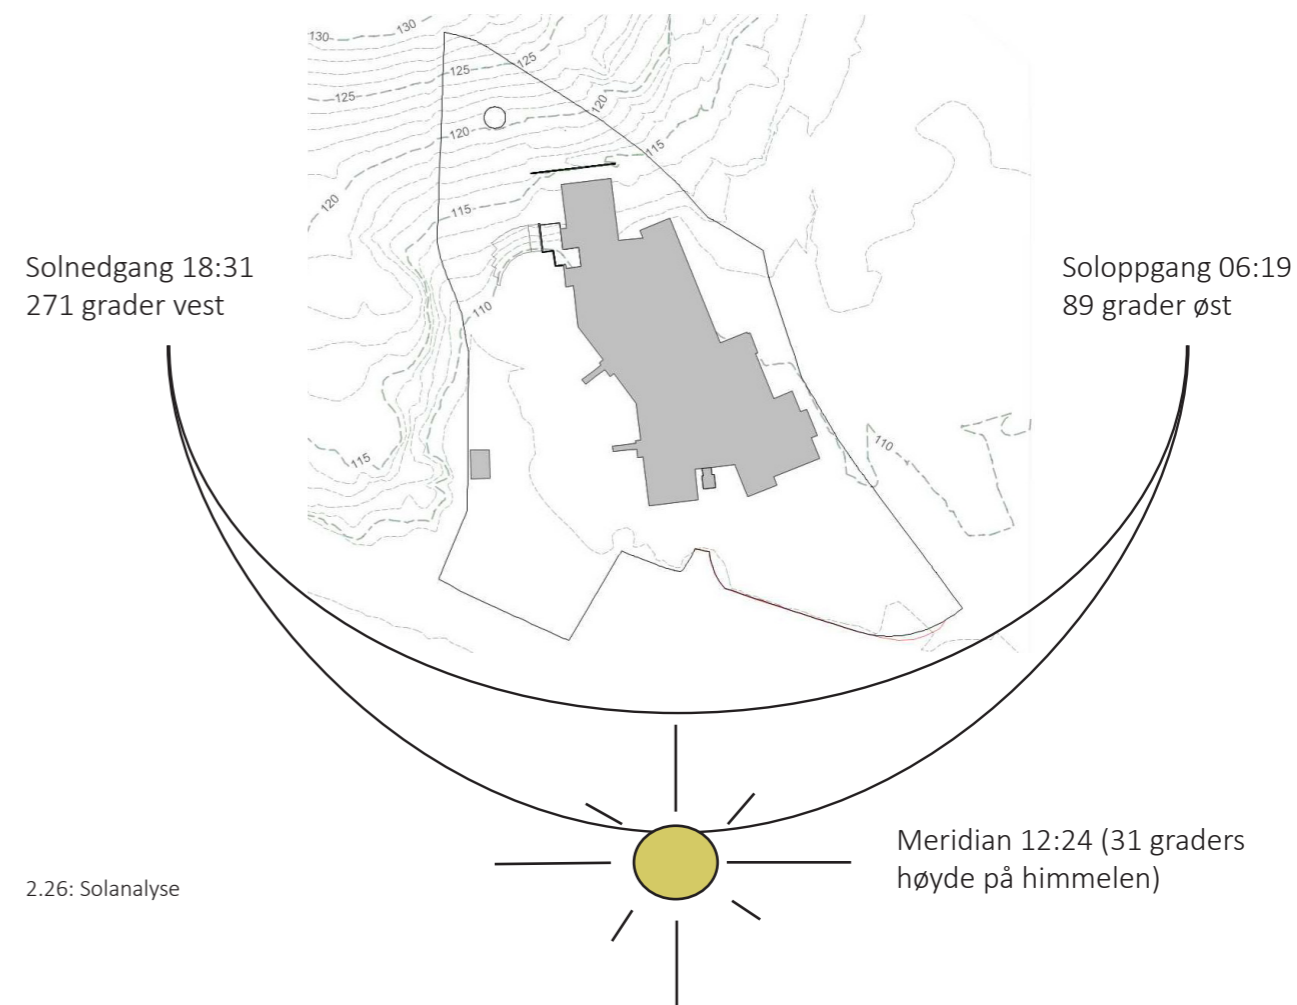 130
130
125
125
125
120
120
115
120
115
Solnedgang 18:31
271 grader vest
Soloppgang 06:19
89 grader øst
110
110
115
Meridian 12:24 (31 graders
høyde på himmelen)
2.26: Solanalyse